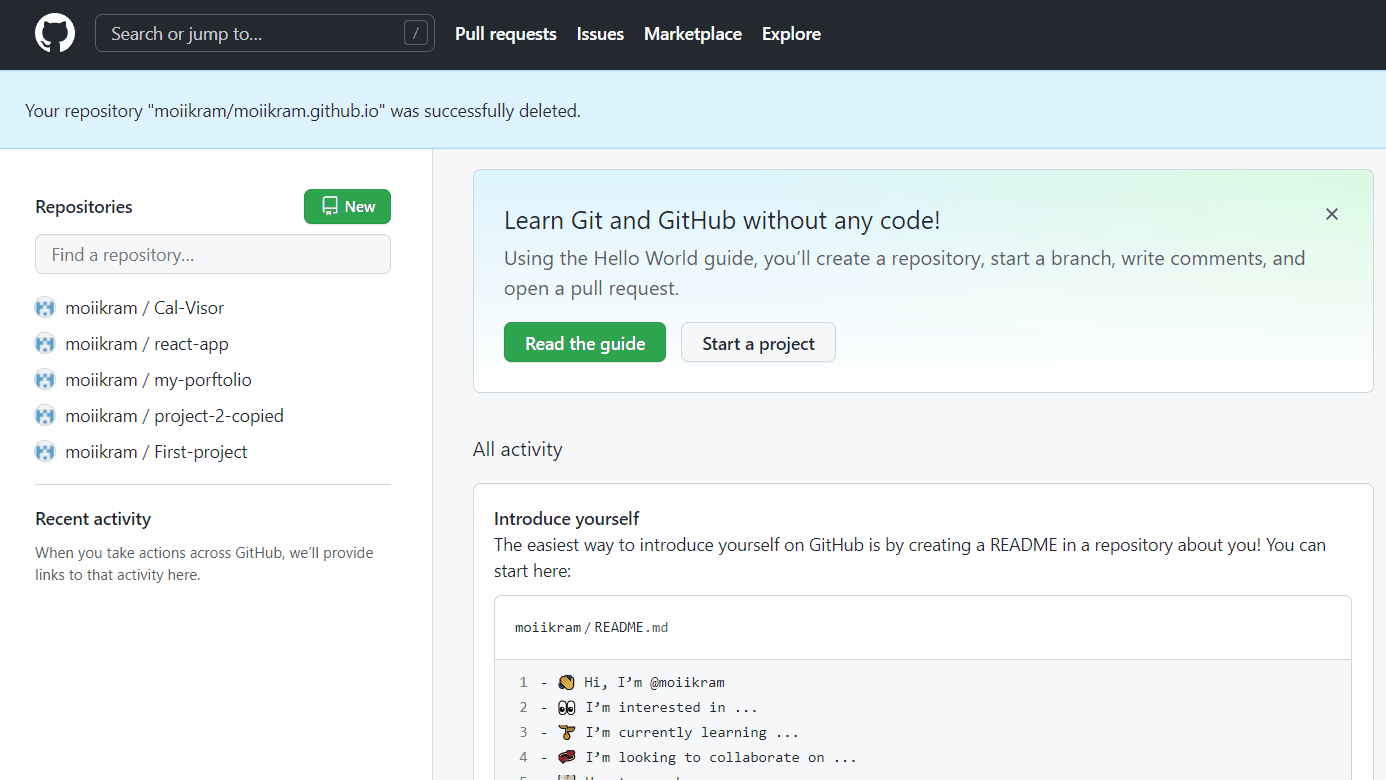 Search or jump to...
/
Pull requests
Issues
Marketplace
Explore
Your repository "moiikram/moiikram.github.io" was successfully deleted.
Repositories
New
Find a repository...
moiikram / Cal-Visor
moiikram / react-app
moiikram / my-porftolio
moiikram / project-2-copied
moiikram / First-project
Recent activity
When you take actions across GitHub, we’ll provide
links to that activity here.
Learn Git and GitHub without any code!
Using the Hello World guide, you’ll create a repository, start a branch, write comments, and
open a pull request.
Read the guide
Start a project
All activity
Introduce yourself
The easiest way to introduce yourself on GitHub is by creating a README in a repository about you! You can
start here:
moiikram / README.md
1 - 👋 Hi, I’m @moiikram
2 - 👀 I’m interested in ...
3 - 🌱 I’m currently learning ...
4 - 💞️ I’m looking to collaborate on ...